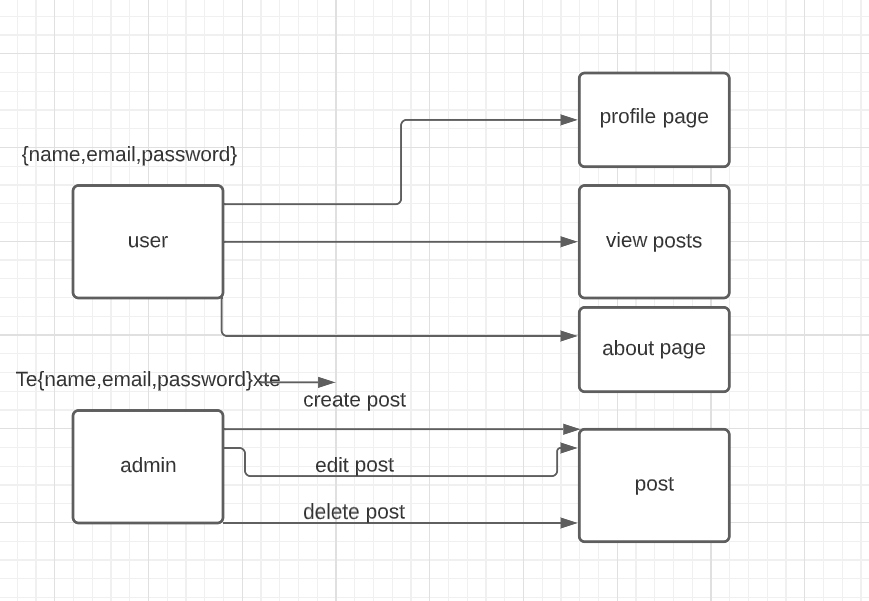 profile page
{name,email,password}
user
view posts
about page
Te{name,email,password}xte
create post
admin
edit post
post
delete post